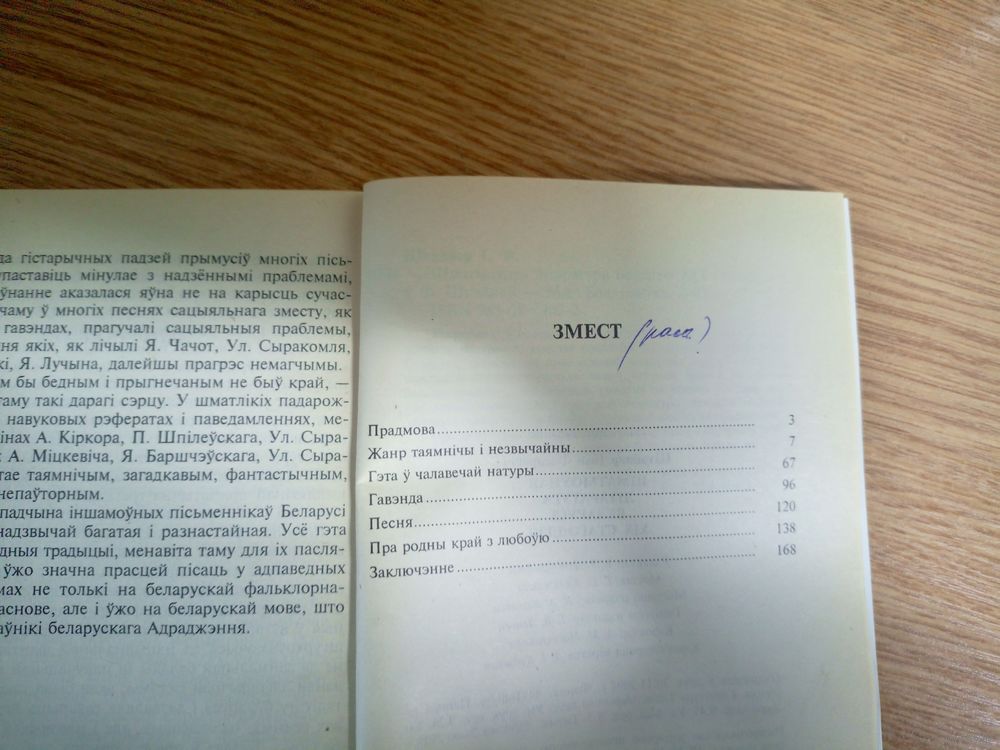 да гістарычных падзей прымусіў многіх пісь-
упаставіць мінулае з надзённымі праблемамі,
ўнанне аказалася яўна не на карысць сучас-
чаму ў многіх песнях сацыяльнага зместу, як
гавэндах, прагучалі сацыяльныя праблемы,
ня якіх, як лічылі Я. Чачот, Ул. Сыракомля,
кі, Я. Лучына, далейшы прагрэс немагчымы.
м бы бедным і прыгнечаным не быў край, —
таму такі дарагі сэрцу. У шматлікіх падарож-
навуковых рэфератах і паведамленнях, ме-
інах А. Кіркора, П. Шпілеўскага, Ул. Сыра-
А. Міцкевіча, Я. Баршчэўскага, Ул. Сыра-
тае таямнічым, загадкавым, фантастычным,
непаўторным.
падчына іншамоўных пісьменнікаў Беларусі
надзвычай багатая і разнастайная. Усё гэта
дныя традыцыі, менавіта таму для іх пасля-
ўжо значна прасцей пісаць у адпаведных
мах не толькі на беларускай фальклорна-
аснове, але і ўжо на беларускай мове, што
аўнікі беларускага Адраджэння.
ЗМЕСТ
Прадмова 3
Жанр таямнічы і незвычайны 7
Гэта ў чалавечай натуры 67
Гавэнда 96
Песня 120
Пра родны край з любоўю 138
Заключэнне 168